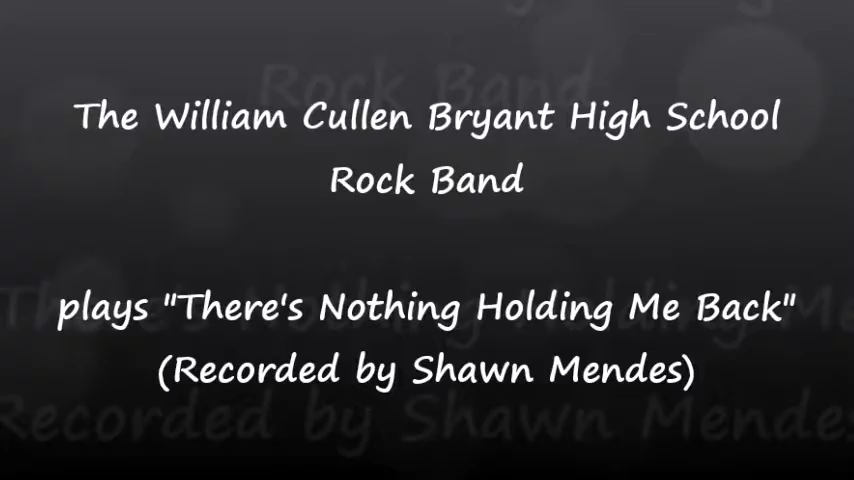 The William Cullen Bryant High School
Rock Band
plays "There's Nothing Holding Me Back"
(Recorded by Shawn Mendes)